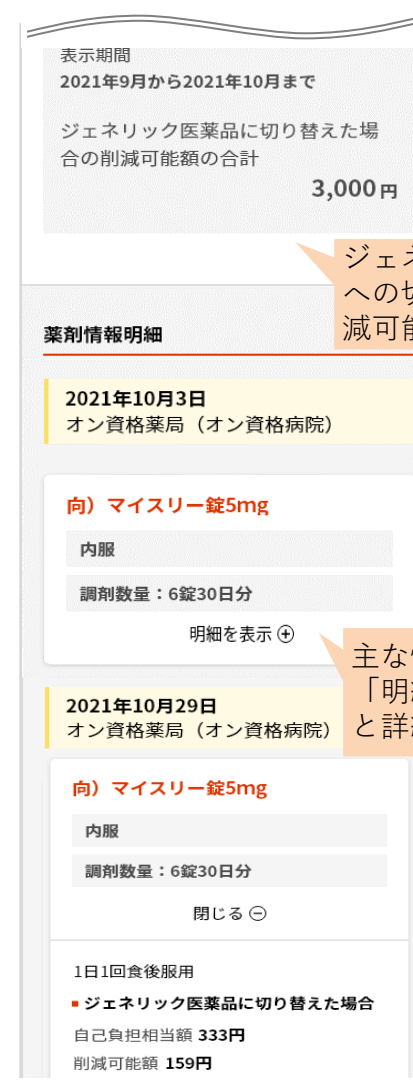 表示期間
2021年9月から2021年10月まで
ジェネリック医薬品に切り替えた場
合の削減可能額の合計
3,000円
ジェネ
への切
減可能
薬剤情報明細
2021年10月3日
オン資格薬局（オン資格病院）
向）マイスリー錠5mg
内服
調剤数量：6錠30日分
明細を表示
主な
「明細
と詳細
2021年10月29日
オン資格薬局（オン資格病院）
向）マイスリー錠5mg
内服
調剤数量：6錠30日分
閉じる
1日1回食後服用
ジェネリック医薬品に切り替えた場合
自己負担相当額 333円
削減可能額 159円